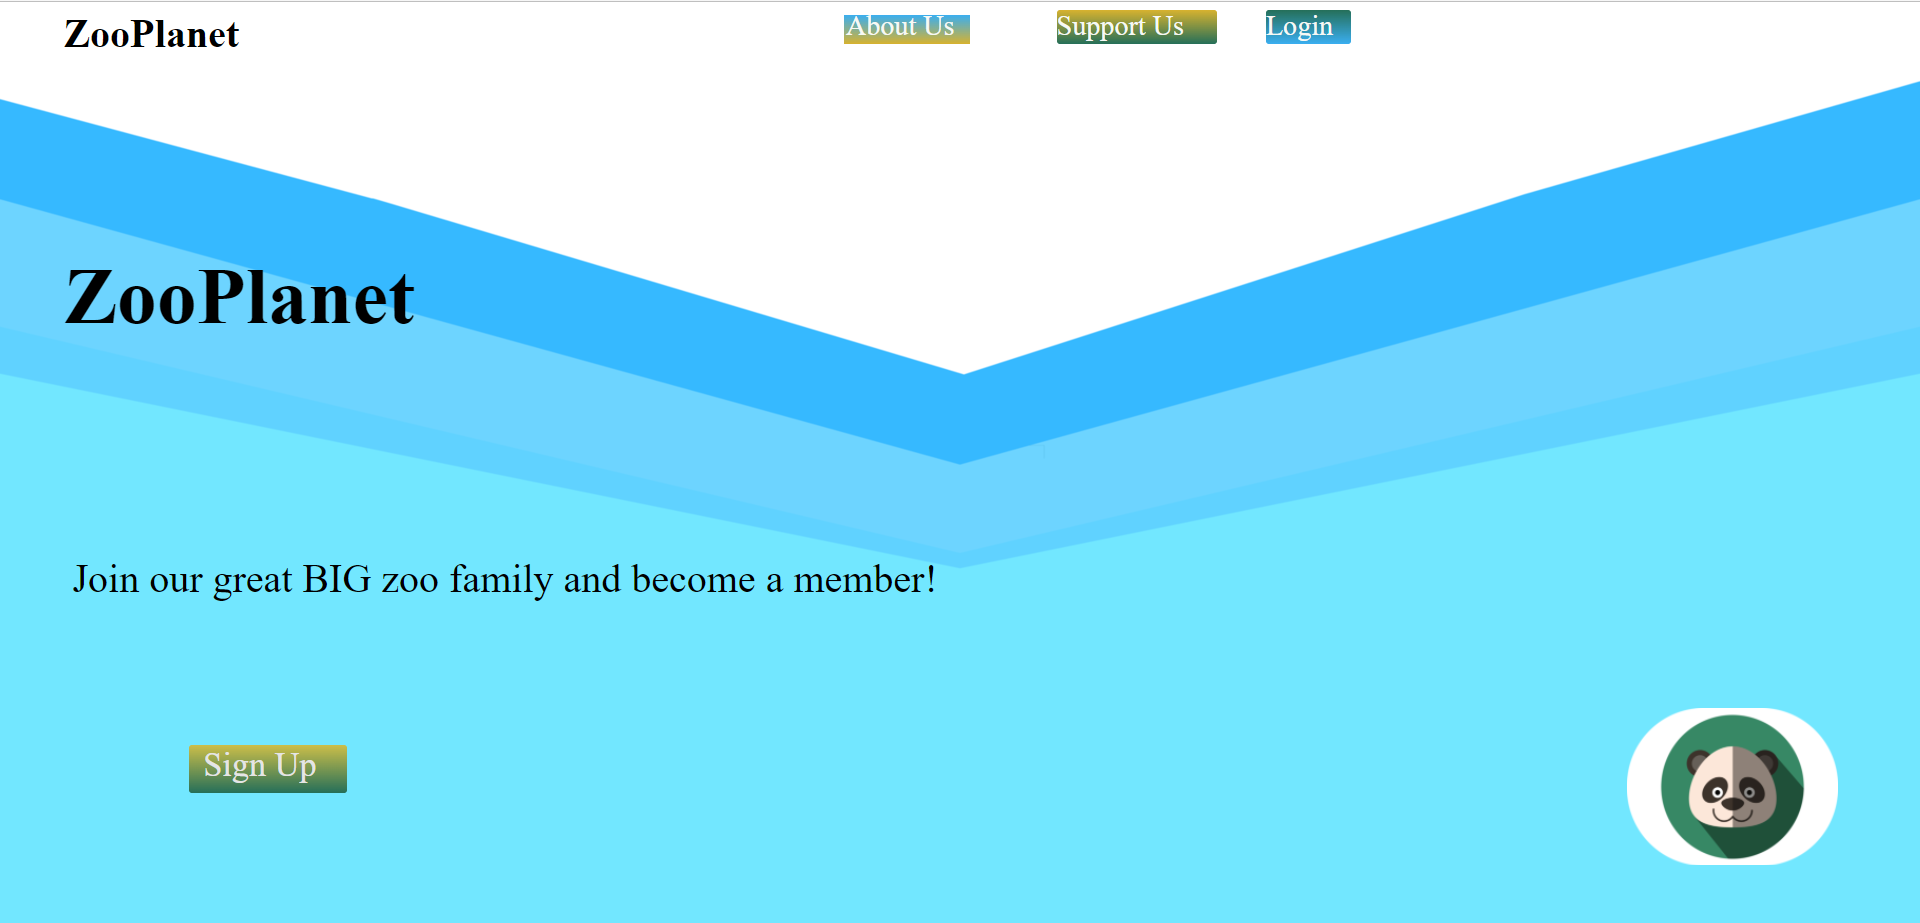 ZooPlanet
About Us
Support Us
Login
ZooPlanet
Join our great BIG zoo family and become a member!
Sign Up